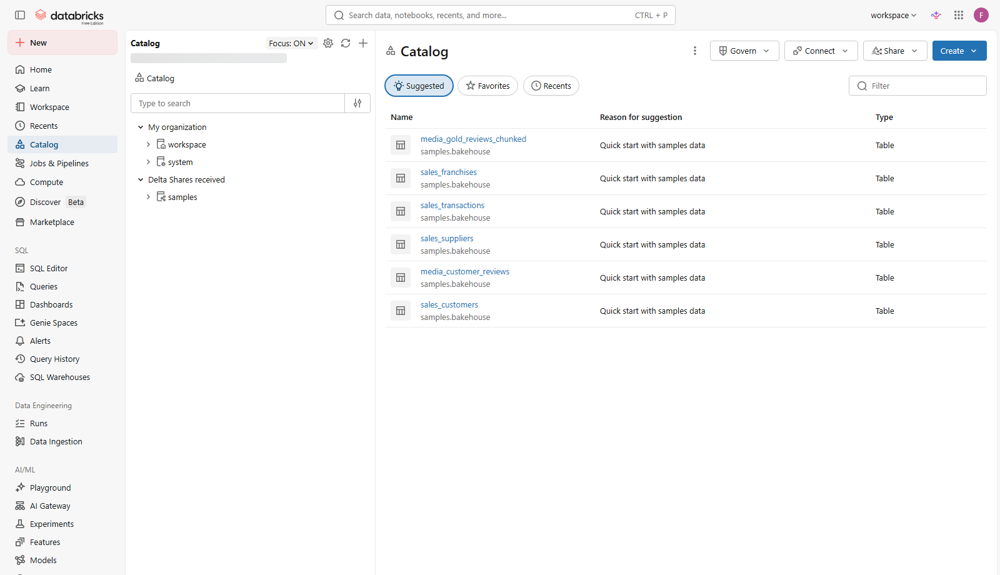 databricks
Free Edition
Search data, notebooks, recents, and more...
CTRL + P
workspace
F
New
Home
Learn
Workspace
Recents
Catalog
Jobs & Pipelines
Compute
Discover Beta
Marketplace
SQL
SQL Editor
Queries
Dashboards
Genie Spaces
Alerts
Query History
SQL Warehouses
Data Engineering
Runs
Data Ingestion
AI/ML
Playground
AI Gateway
Experiments
Features
Models
Catalog
Focus: ON
Catalog
Type to search
My organization
workspace
system
Delta Shares received
samples
Catalog
Govern
Connect
Share
Create
Suggested
Favorites
Recents
Filter
Name Reason for suggestion Type
media_gold_reviews_chunked
samples.bakehouse
Quick start with samples data
Table
sales_franchises
samples.bakehouse
Quick start with samples data
Table
sales_transactions
samples.bakehouse
Quick start with samples data
Table
sales_suppliers
samples.bakehouse
Quick start with samples data
Table
media_customer_reviews
samples.bakehouse
Quick start with samples data
Table
sales_customers
samples.bakehouse
Quick start with samples data
Table